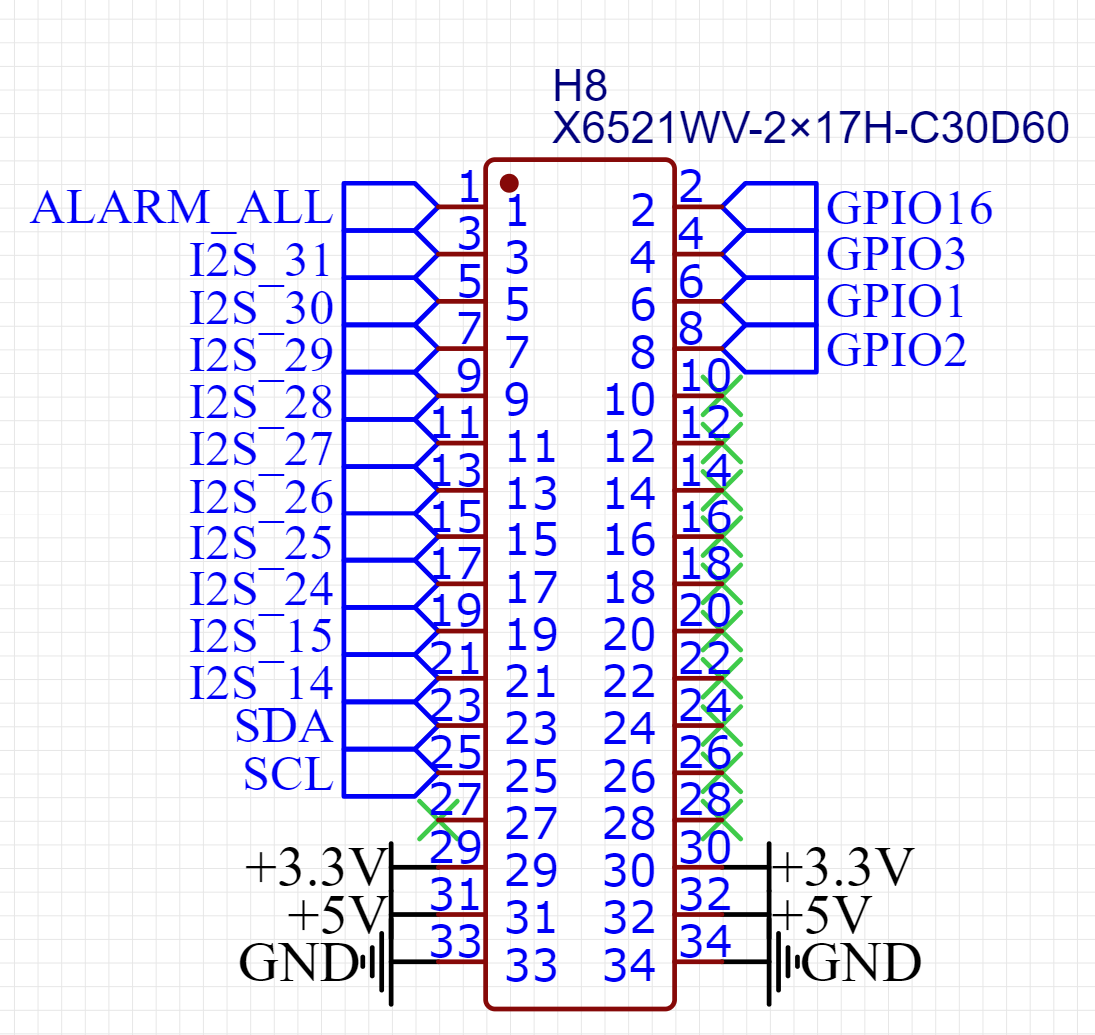 H8
X6521WV-2×17H-C30D60
ALARM_ALL 1 1 2 2 GPIO16
I2S_31 3 3 4 4 GPIO3
I2S_30 5 5 6 6 GPIO1
I2S_29 7 7 8 8 GPIO2
I2S_28 9 9 10 10
I2S_27 11 11 12 12
I2S_26 13 13 14 14
I2S_25 15 15 16 16
I2S_24 17 17 18 18
I2S_15 19 19 20 20
I2S_14 21 21 22 22
SDA 23 23 24 24
SCL 25 25 26 26
27 27 28 28
+3.3V 29 29 30 30 +3.3V
+5V 31 31 32 32 +5V
GND 33 33 34 34 GND